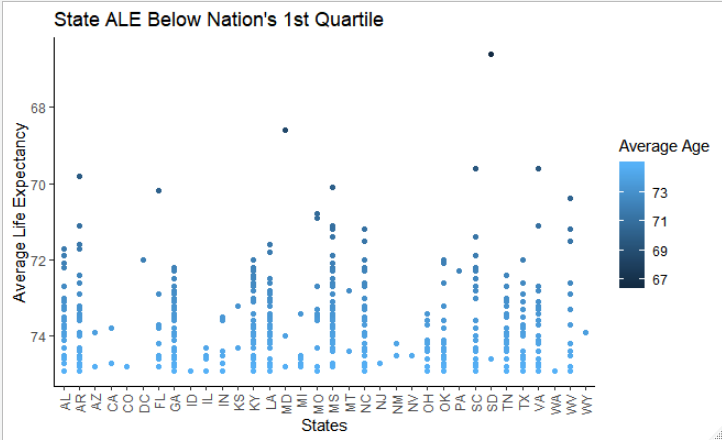 State ALE Below Nation's 1st Quartile
Average Life Expectancy
68
70
72
74
AL AR AZ CA CO DC FL GA ID IL IN KS KY LA MD MI MO MS MT NC NJ NM NV OH OK PA SC SD TN TX VA WA WV WY
States
Average Age
73
71
69
67